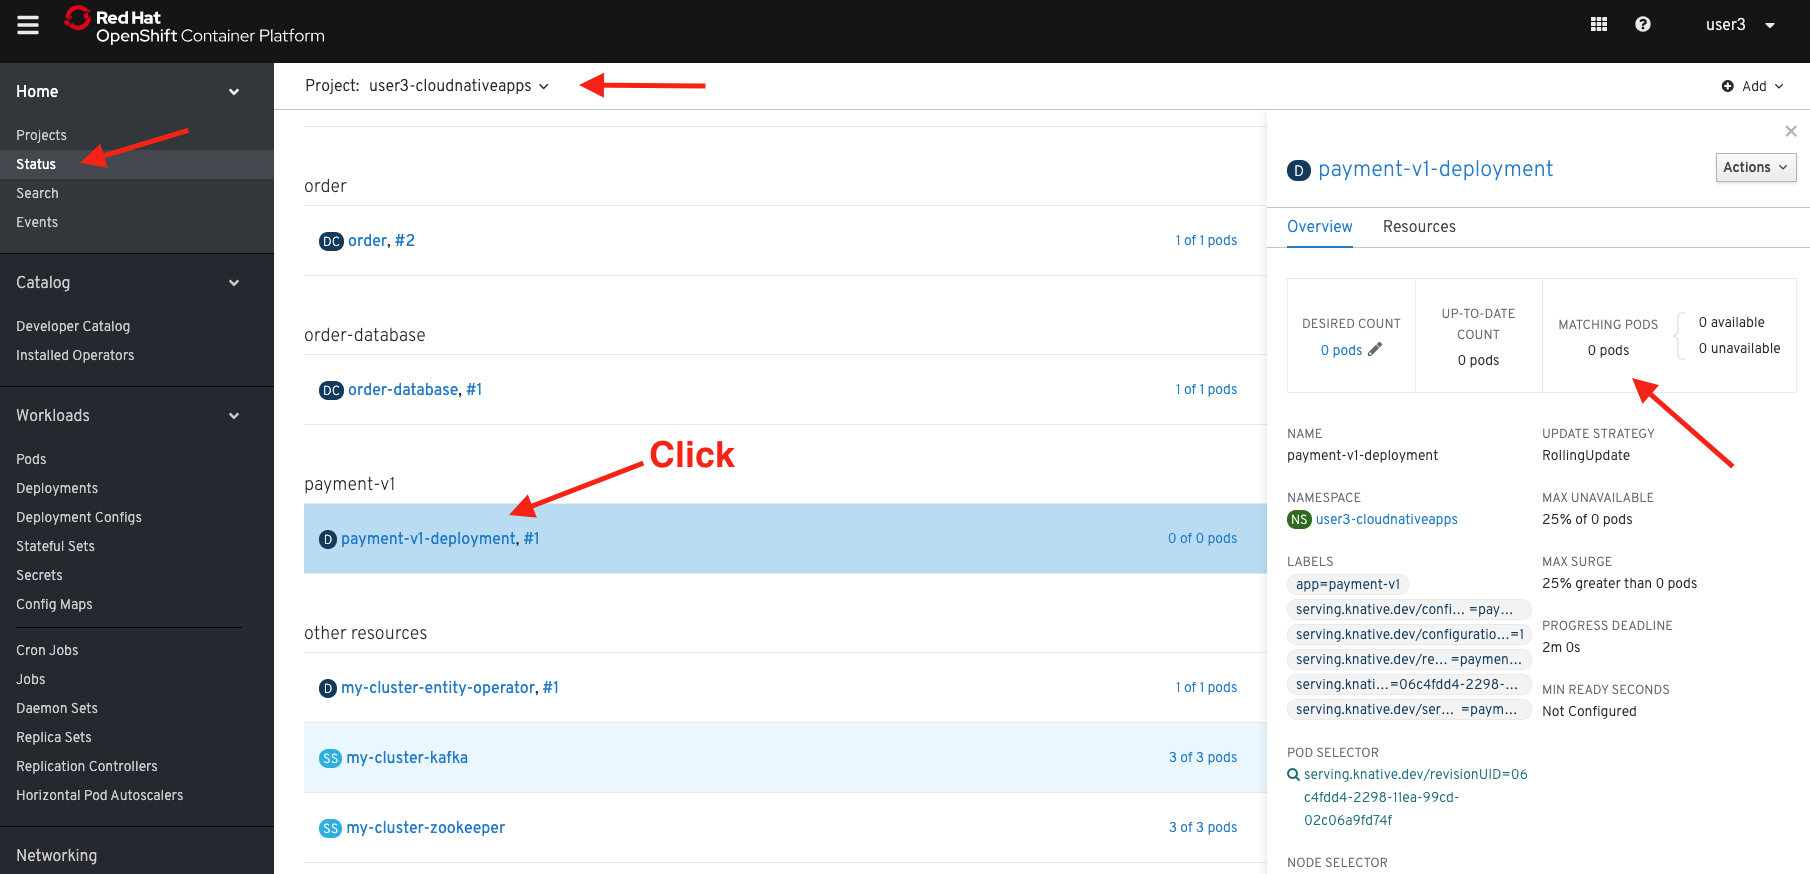 Red Hat
OpenShift Container Platform
user3
Home
Projects
Status
Search
Events
Catalog
Developer Catalog
Installed Operators
Workloads
Pods
Deployments
Deployment Configs
Stateful Sets
Secrets
Config Maps
Cron Jobs
Jobs
Daemon Sets
Replica Sets
Replication Controllers
Horizontal Pod Autoscalers
Networking
Project: user3-cloudnativeapps
Add
order
DC order, #2
1 of 1 pods
order-database
DC order-database, #1
1 of 1 pods
Click
payment-v1
D payment-v1-deployment, #1
0 of 0 pods
other resources
D my-cluster-entity-operator, #1
1 of 1 pods
SS my-cluster-kafka
3 of 3 pods
SS my-cluster-zookeeper
3 of 3 pods
D payment-v1-deployment
Actions
Overview Resources
DESIRED COUNT
0 pods
UP-TO-DATE
COUNT
0 pods
MATCHING PODS
0 pods
0 available
0 unavailable
NAME
payment-v1-deployment
NAMESPACE
NS user3-cloudnativeapps
LABELS
app=payment-v1
serving.knative.dev/confi... =pay...
serving.knative.dev/configuratio...=1
serving.knative.dev/re... =paymen...
serving.knati...=06c4fdd4-2298-...
serving.knative.dev/ser... =paym...
POD SELECTOR
serving.knative.dev/revisionUID=06
c4fdd4-2298-11ea-99cd-
02c06a9fd74f
NODE SELECTOR
UPDATE STRATEGY
RollingUpdate
MAX UNAVAILABLE
25% of 0 pods
MAX SURGE
25% greater than 0 pods
PROGRESS DEADLINE
2m 0s
MIN READY SECONDS
Not Configured